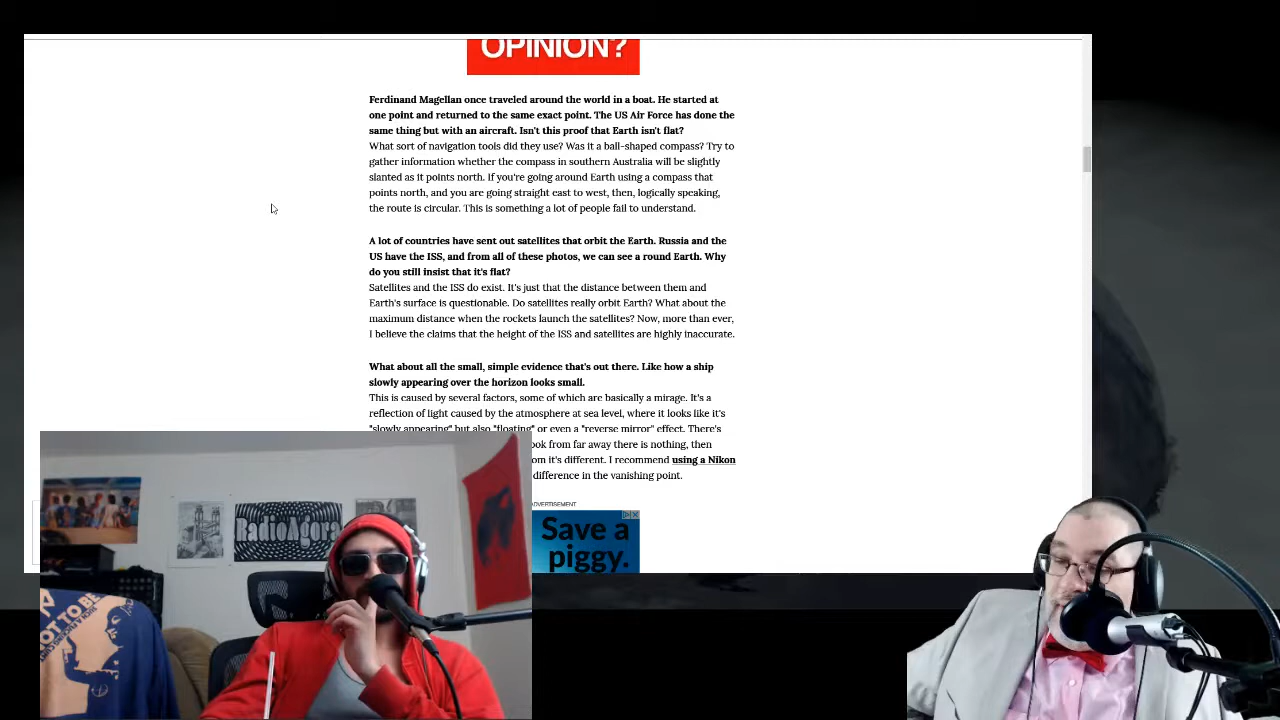 OPINION?
Ferdinand Magellan once traveled around the world in a boat. He started at
one point and returned to the same exact point. The US Air Force has done the
same thing but with an aircraft. Isn't this proof that Earth isn't flat?
What sort of navigation tools did they use? Was it a ball-shaped compass? Try to
gather information whether the compass in southern Australia will be slightly
slanted as it points north. If you're going around Earth using a compass that
points north, and you are going straight east to west, then, logically speaking,
the route is circular. This is something a lot of people fail to understand.
A lot of countries have sent out satellites that orbit the Earth. Russia and the
US have the ISS, and from all of these photos, we can see a round Earth. Why
do you still insist that it's flat?
Satellites and the ISS do exist. It's just that the distance between them and
Earth's surface is questionable. Do satellites really orbit Earth? What about the
maximum distance when the rockets launch the satellites? Now, more than ever,
I believe the claims that the height of the ISS and satellites are highly inaccurate.
What about all the small, simple evidence that's out there. Like how a ship
slowly appearing over the horizon looks small.
This is caused by several factors, some of which are basically a mirage. It's a
reflection of light caused by the atmosphere at sea level, where it looks like it's
"slowly appearing" but also "floating" or even a "reverse mirror" effect. There's
from far away there is nothing, then
it's different. I recommend using a Nikon
difference in the vanishing point.
ADVERTISEMENT
Save a
piggy.
RadioAgora
NOT TO BE